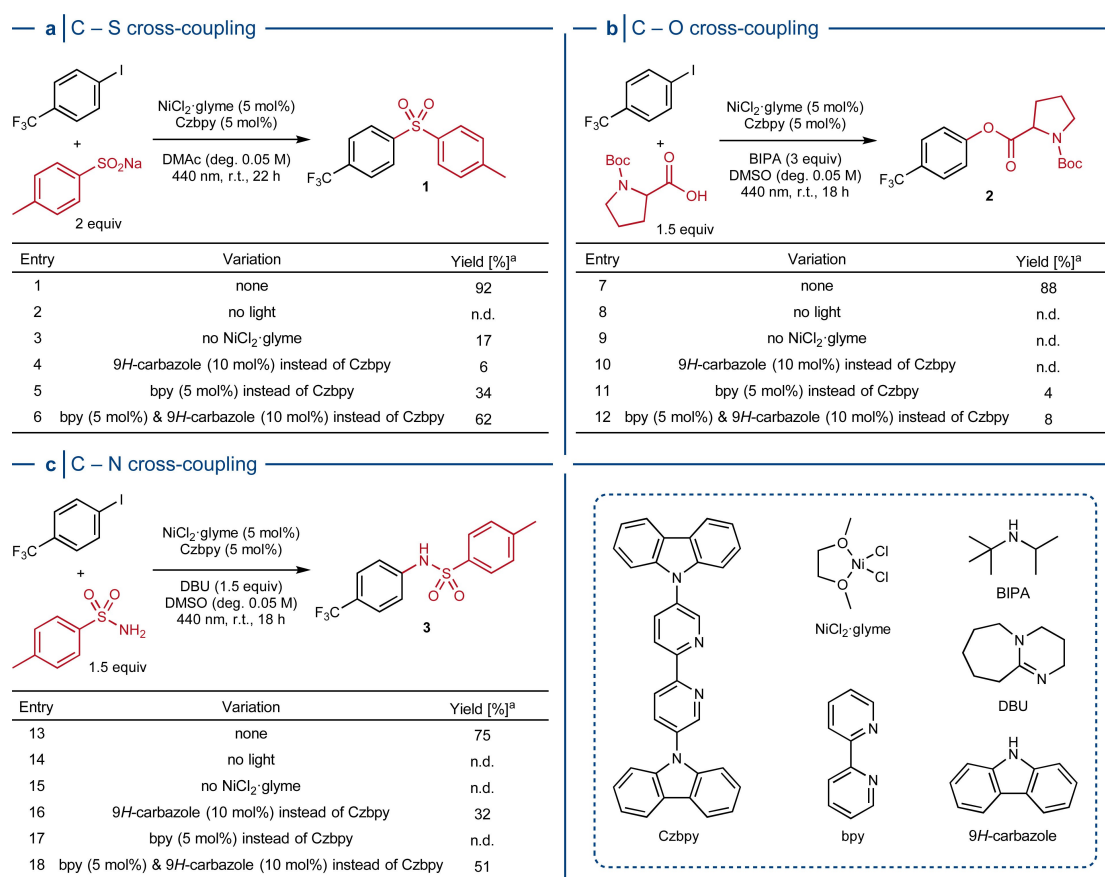 a C – S cross-coupling
I
F3C
+
SO2Na
2 equiv
NiCl2·glyme (5 mol%)
Czbpy (5 mol%)
DMAc (deg. 0.05 M)
440 nm, r.t., 22 h
O O
S
F3C
1
Entry Variation Yield [%]a
1 none 92
2 no light n.d.
3 no NiCl2·glyme 17
4 9H-carbazole (10 mol%) instead of Czbpy 6
5 bpy (5 mol%) instead of Czbpy 34
6 bpy (5 mol%) & 9H-carbazole (10 mol%) instead of Czbpy 62
b C – O cross-coupling
I
F3C
+
Boc
N
O
OH
1.5 equiv
NiCl2·glyme (5 mol%)
Czbpy (5 mol%)
BIPA (3 equiv)
DMSO (deg. 0.05 M)
440 nm, r.t., 18 h
O
O
N
Boc
F3C
2
Entry Variation Yield [%]a
7 none 88
8 no light n.d.
9 no NiCl2·glyme n.d.
10 9H-carbazole (10 mol%) instead of Czbpy n.d.
11 bpy (5 mol%) instead of Czbpy 4
12 bpy (5 mol%) & 9H-carbazole (10 mol%) instead of Czbpy 8
c C – N cross-coupling
I
F3C
+
O O
S
NH2
1.5 equiv
NiCl2·glyme (5 mol%)
Czbpy (5 mol%)
DBU (1.5 equiv)
DMSO (deg. 0.05 M)
440 nm, r.t., 18 h
H
N
S
O O
F3C
3
Entry Variation Yield [%]a
13 none 75
14 no light n.d.
15 no NiCl2·glyme n.d.
16 9H-carbazole (10 mol%) instead of Czbpy 32
17 bpy (5 mol%) instead of Czbpy n.d.
18 bpy (5 mol%) & 9H-carbazole (10 mol%) instead of Czbpy 51
N
N
N
N
Czbpy
O
Cl
Ni
Cl
O
NiCl2·glyme
H
N
BIPA
N
N
DBU
N
N
bpy
H
N
9H-carbazole